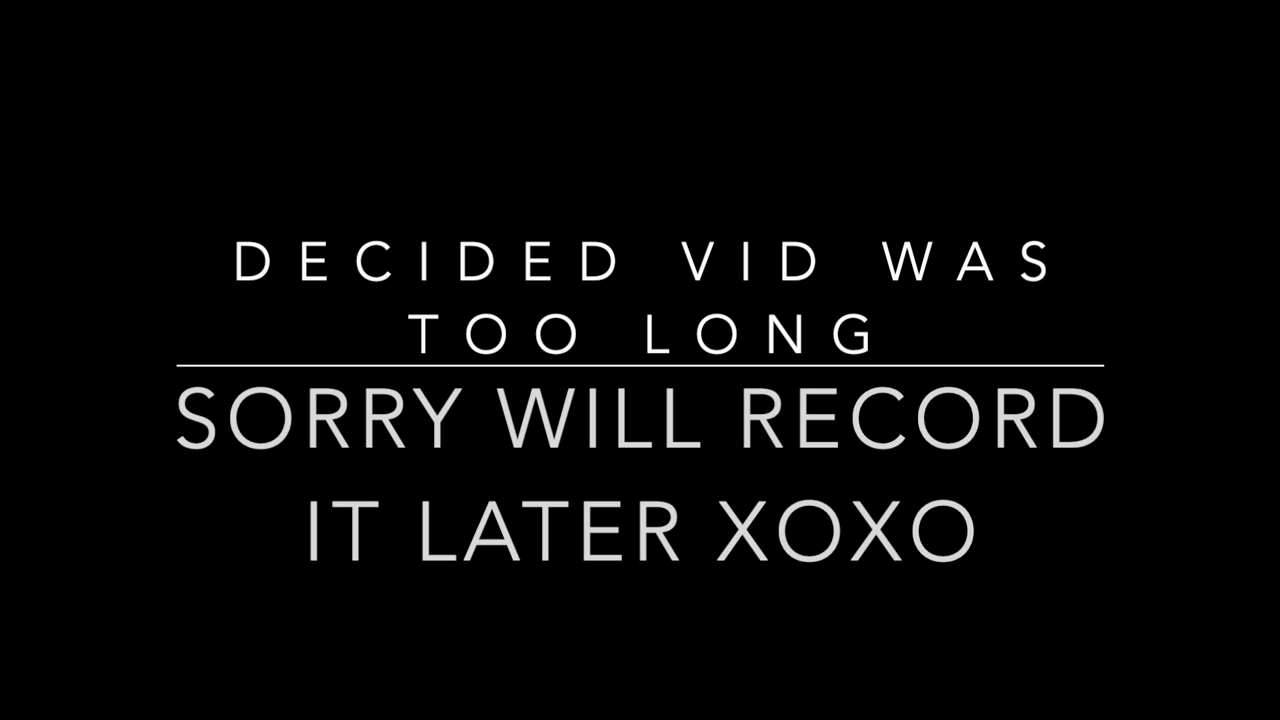 DECIDED VID WAS
TOO LONG
SORRY WILL RECORD
IT LATER XOXO